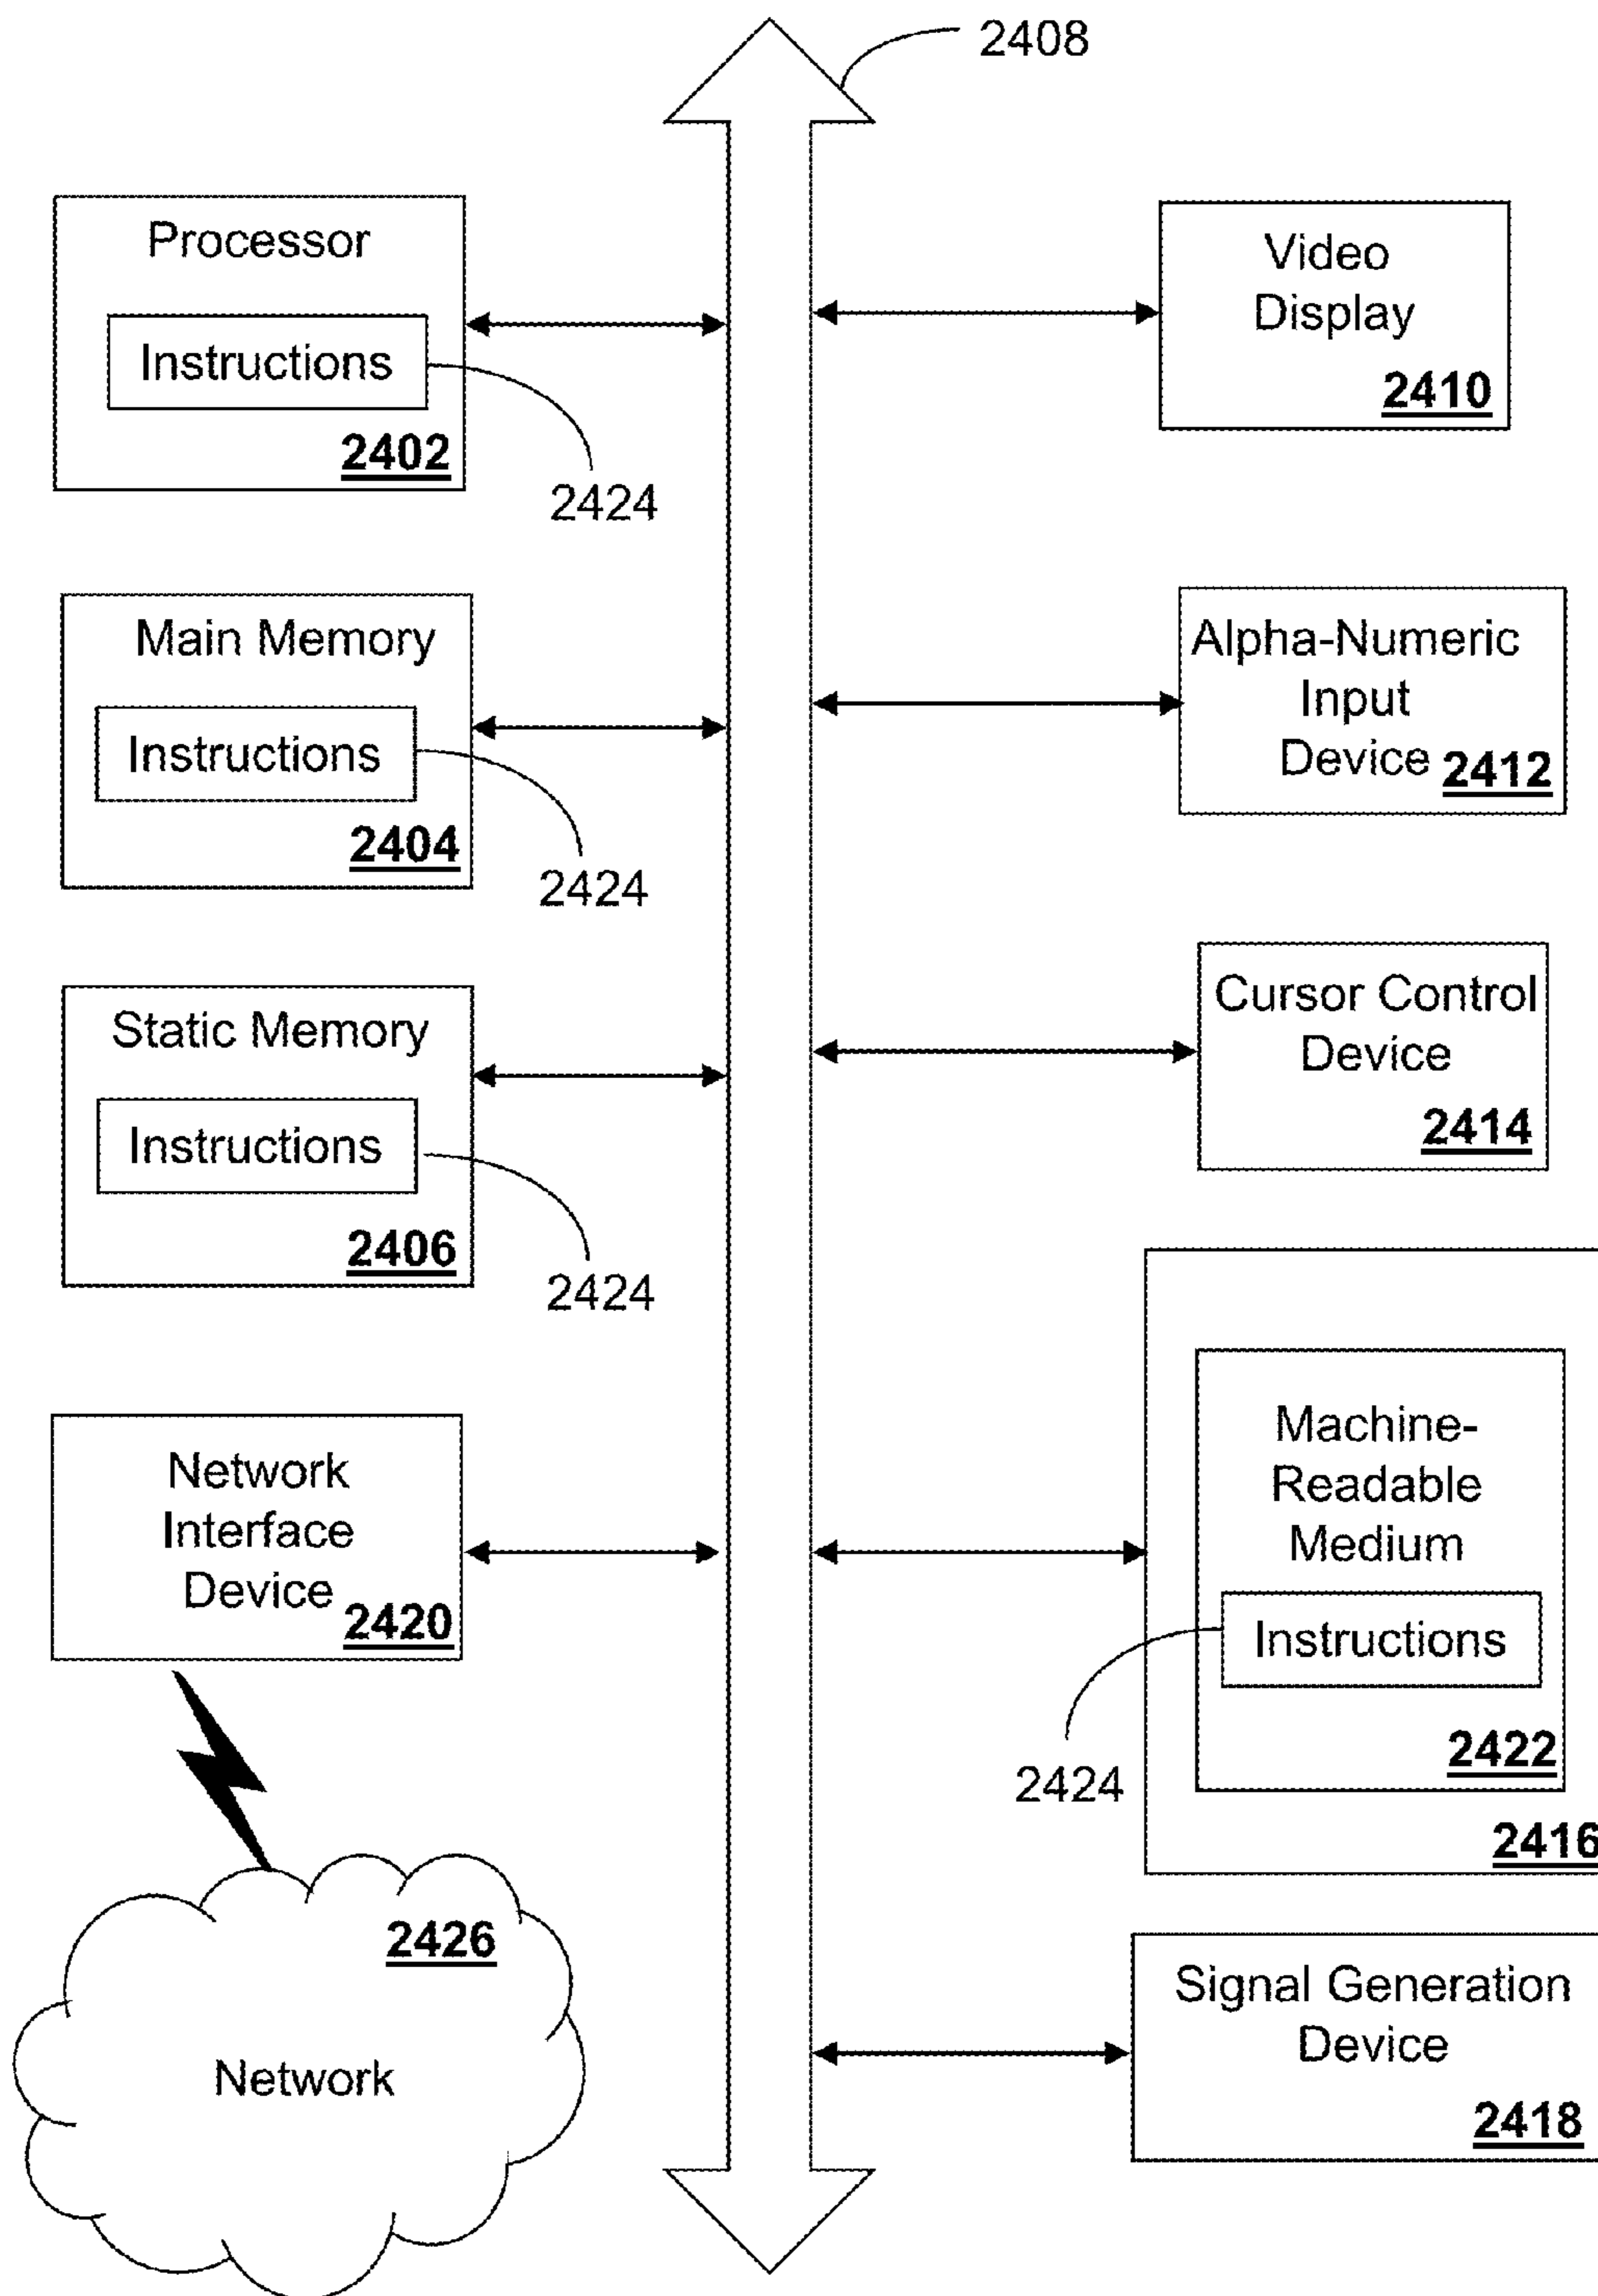 2408
Processor
Instructions
2402
2424
Main Memory
Instructions
2404
2424
Static Memory
Instructions
2406
2424
Network
Interface
Device
2420
2426
Network
Video
Display
2410
Alpha-Numeric
Input
Device 2412
Cursor Control
Device
2414
Machine-
Readable
Medium
Instructions
2422
2424
2416
Signal Generation
Device
2418